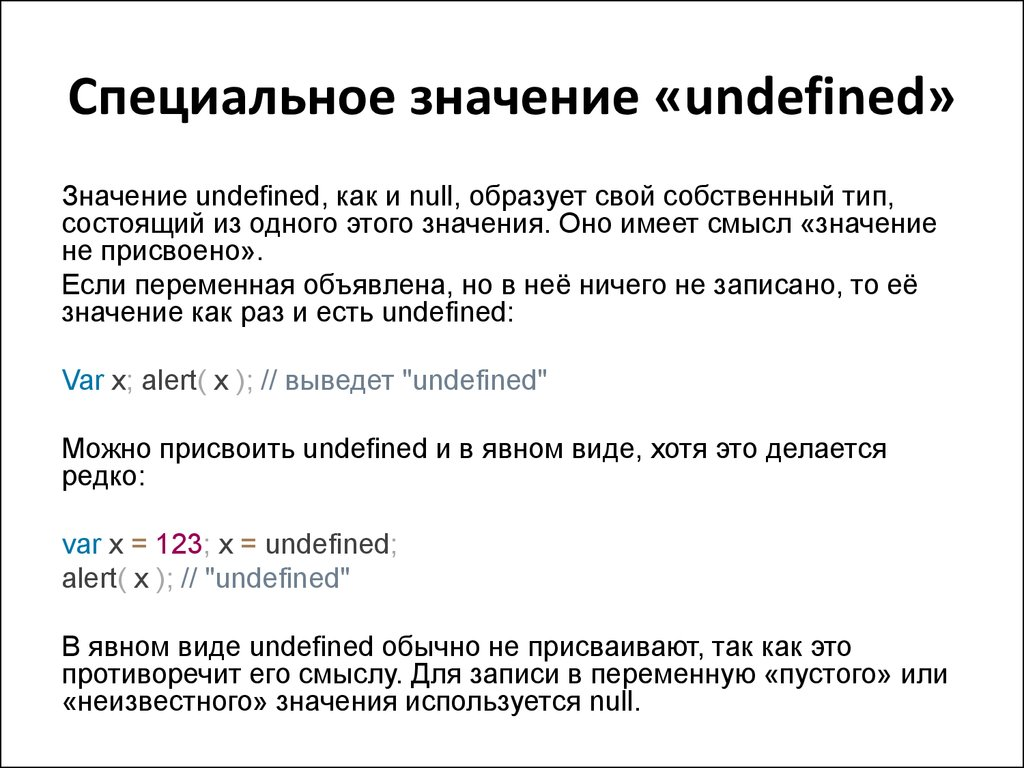 Специальное значение «undefined»
Значение undefined, как и null, образует свой собственный тип,
состоящий из одного этого значения. Оно имеет смысл «значение
не присвоено».
Если переменная объявлена, но в неё ничего не записано, то её
значение как раз и есть undefined:
Var x; alert( x ); // выведет "undefined"
Можно присвоить undefined и в явном виде, хотя это делается
редко:
var x = 123; x = undefined;
alert( x ); // "undefined"
В явном виде undefined обычно не присваивают, так как это
противоречит его смыслу. Для записи в переменную «пустого» или
«неизвестного» значения используется null.